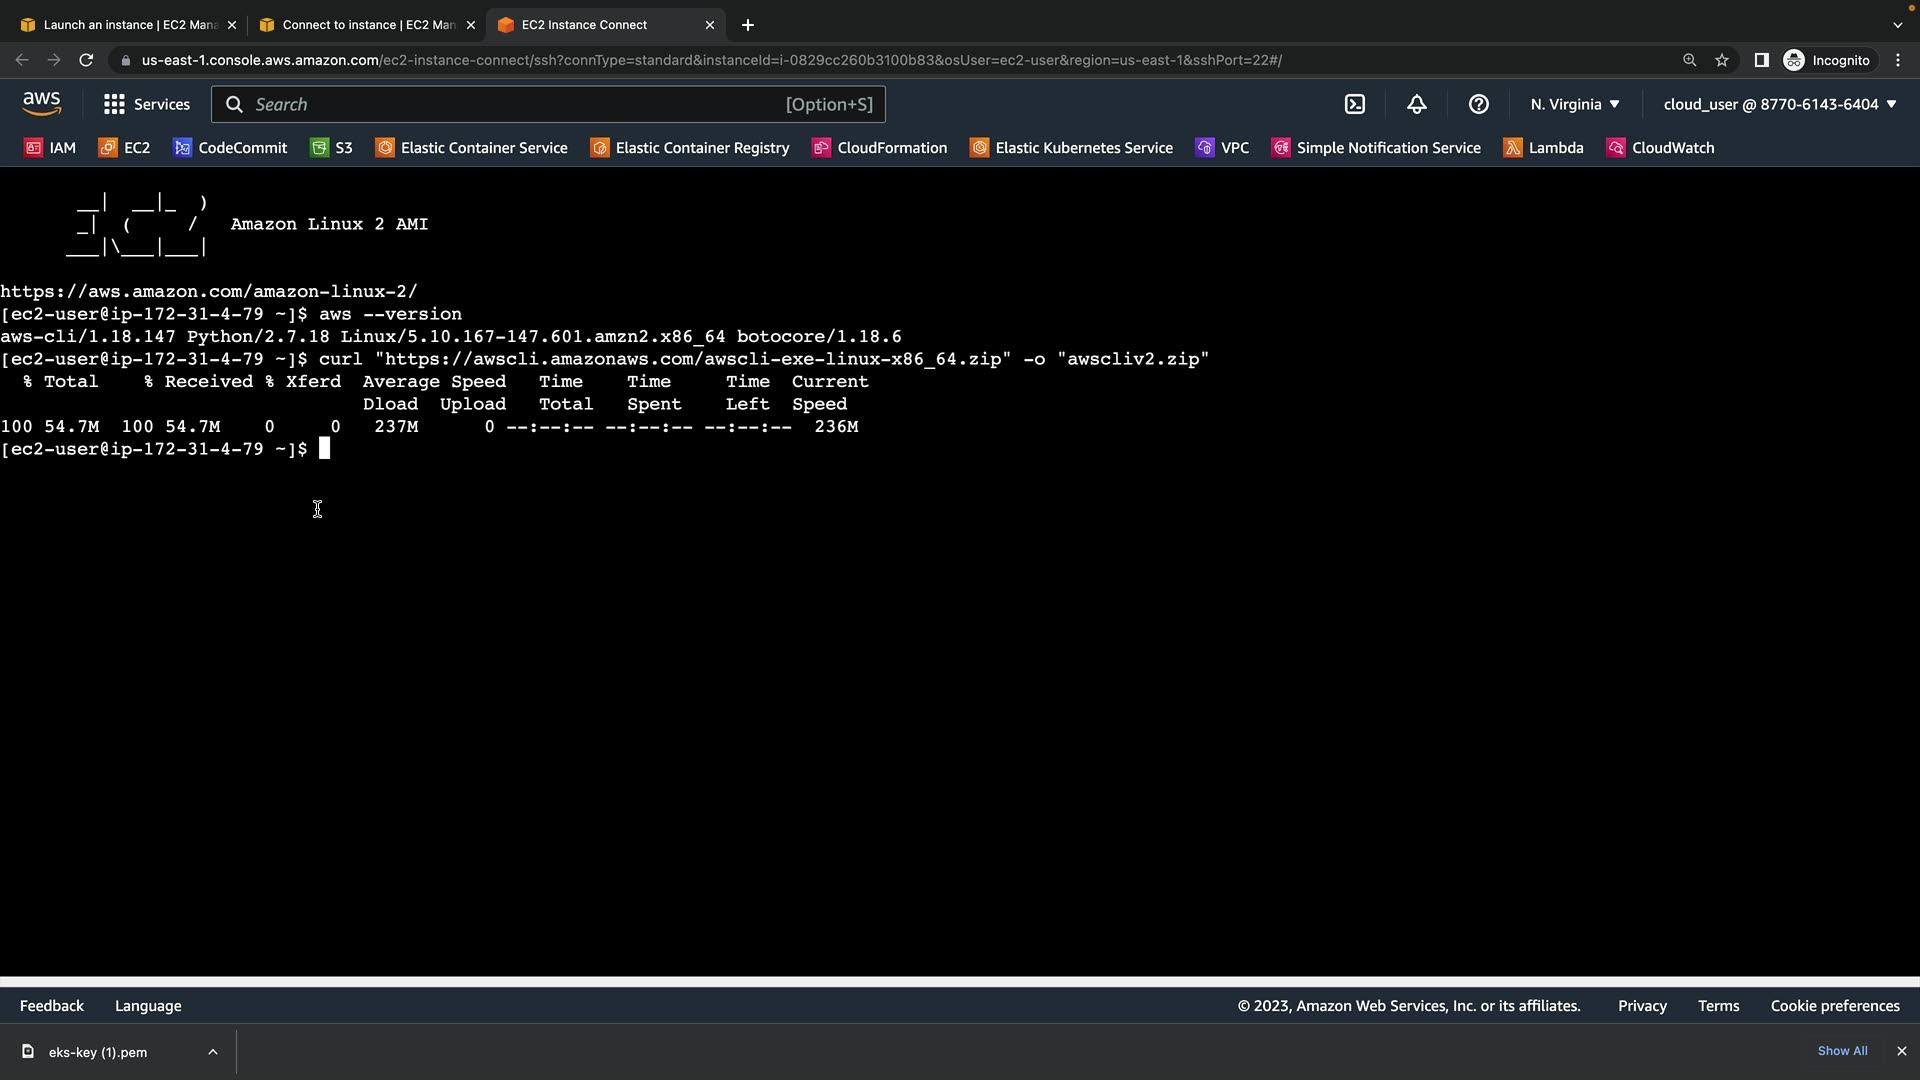 Launch an instance | EC2 Mana
Connect to instance | EC2 Man
EC2 Instance Connect
us-east-1.console.aws.amazon.com/ec2-instance-connect/ssh?connType=standard&instanceId=i-0829cc260b3100b83&osUser=ec2-user&region=us-east-1&sshPort=22#/
Incognito
aws
Services
Search
[Option+S]
N. Virginia
cloud_user @ 8770-6143-6404
IAM
EC2
CodeCommit
S3
Elastic Container Service
Elastic Container Registry
CloudFormation
Elastic Kubernetes Service
VPC
Simple Notification Service
Lambda
CloudWatch
       __|  __|_  )
       _|  (     /   Amazon Linux 2 AMI
      ___|\___|___|
https://aws.amazon.com/amazon-linux-2/
[ec2-user@ip-172-31-4-79 ~]$ aws --version
aws-cli/1.18.147 Python/2.7.18 Linux/5.10.167-147.601.amzn2.x86_64 botocore/1.18.6
[ec2-user@ip-172-31-4-79 ~]$ curl "https://awscli.amazonaws.com/awscli-exe-linux-x86_64.zip" -o "awscliv2.zip"
  % Total    % Received % Xferd  Average Speed   Time    Time     Time  Current
                                 Dload  Upload   Total   Spent    Left  Speed
100 54.7M  100 54.7M    0     0   237M      0 --:--:-- --:--:-- --:--:--  236M
[ec2-user@ip-172-31-4-79 ~]$
Feedback
Language
© 2023, Amazon Web Services, Inc. or its affiliates.
Privacy
Terms
Cookie preferences
eks-key (1).pem
Show All